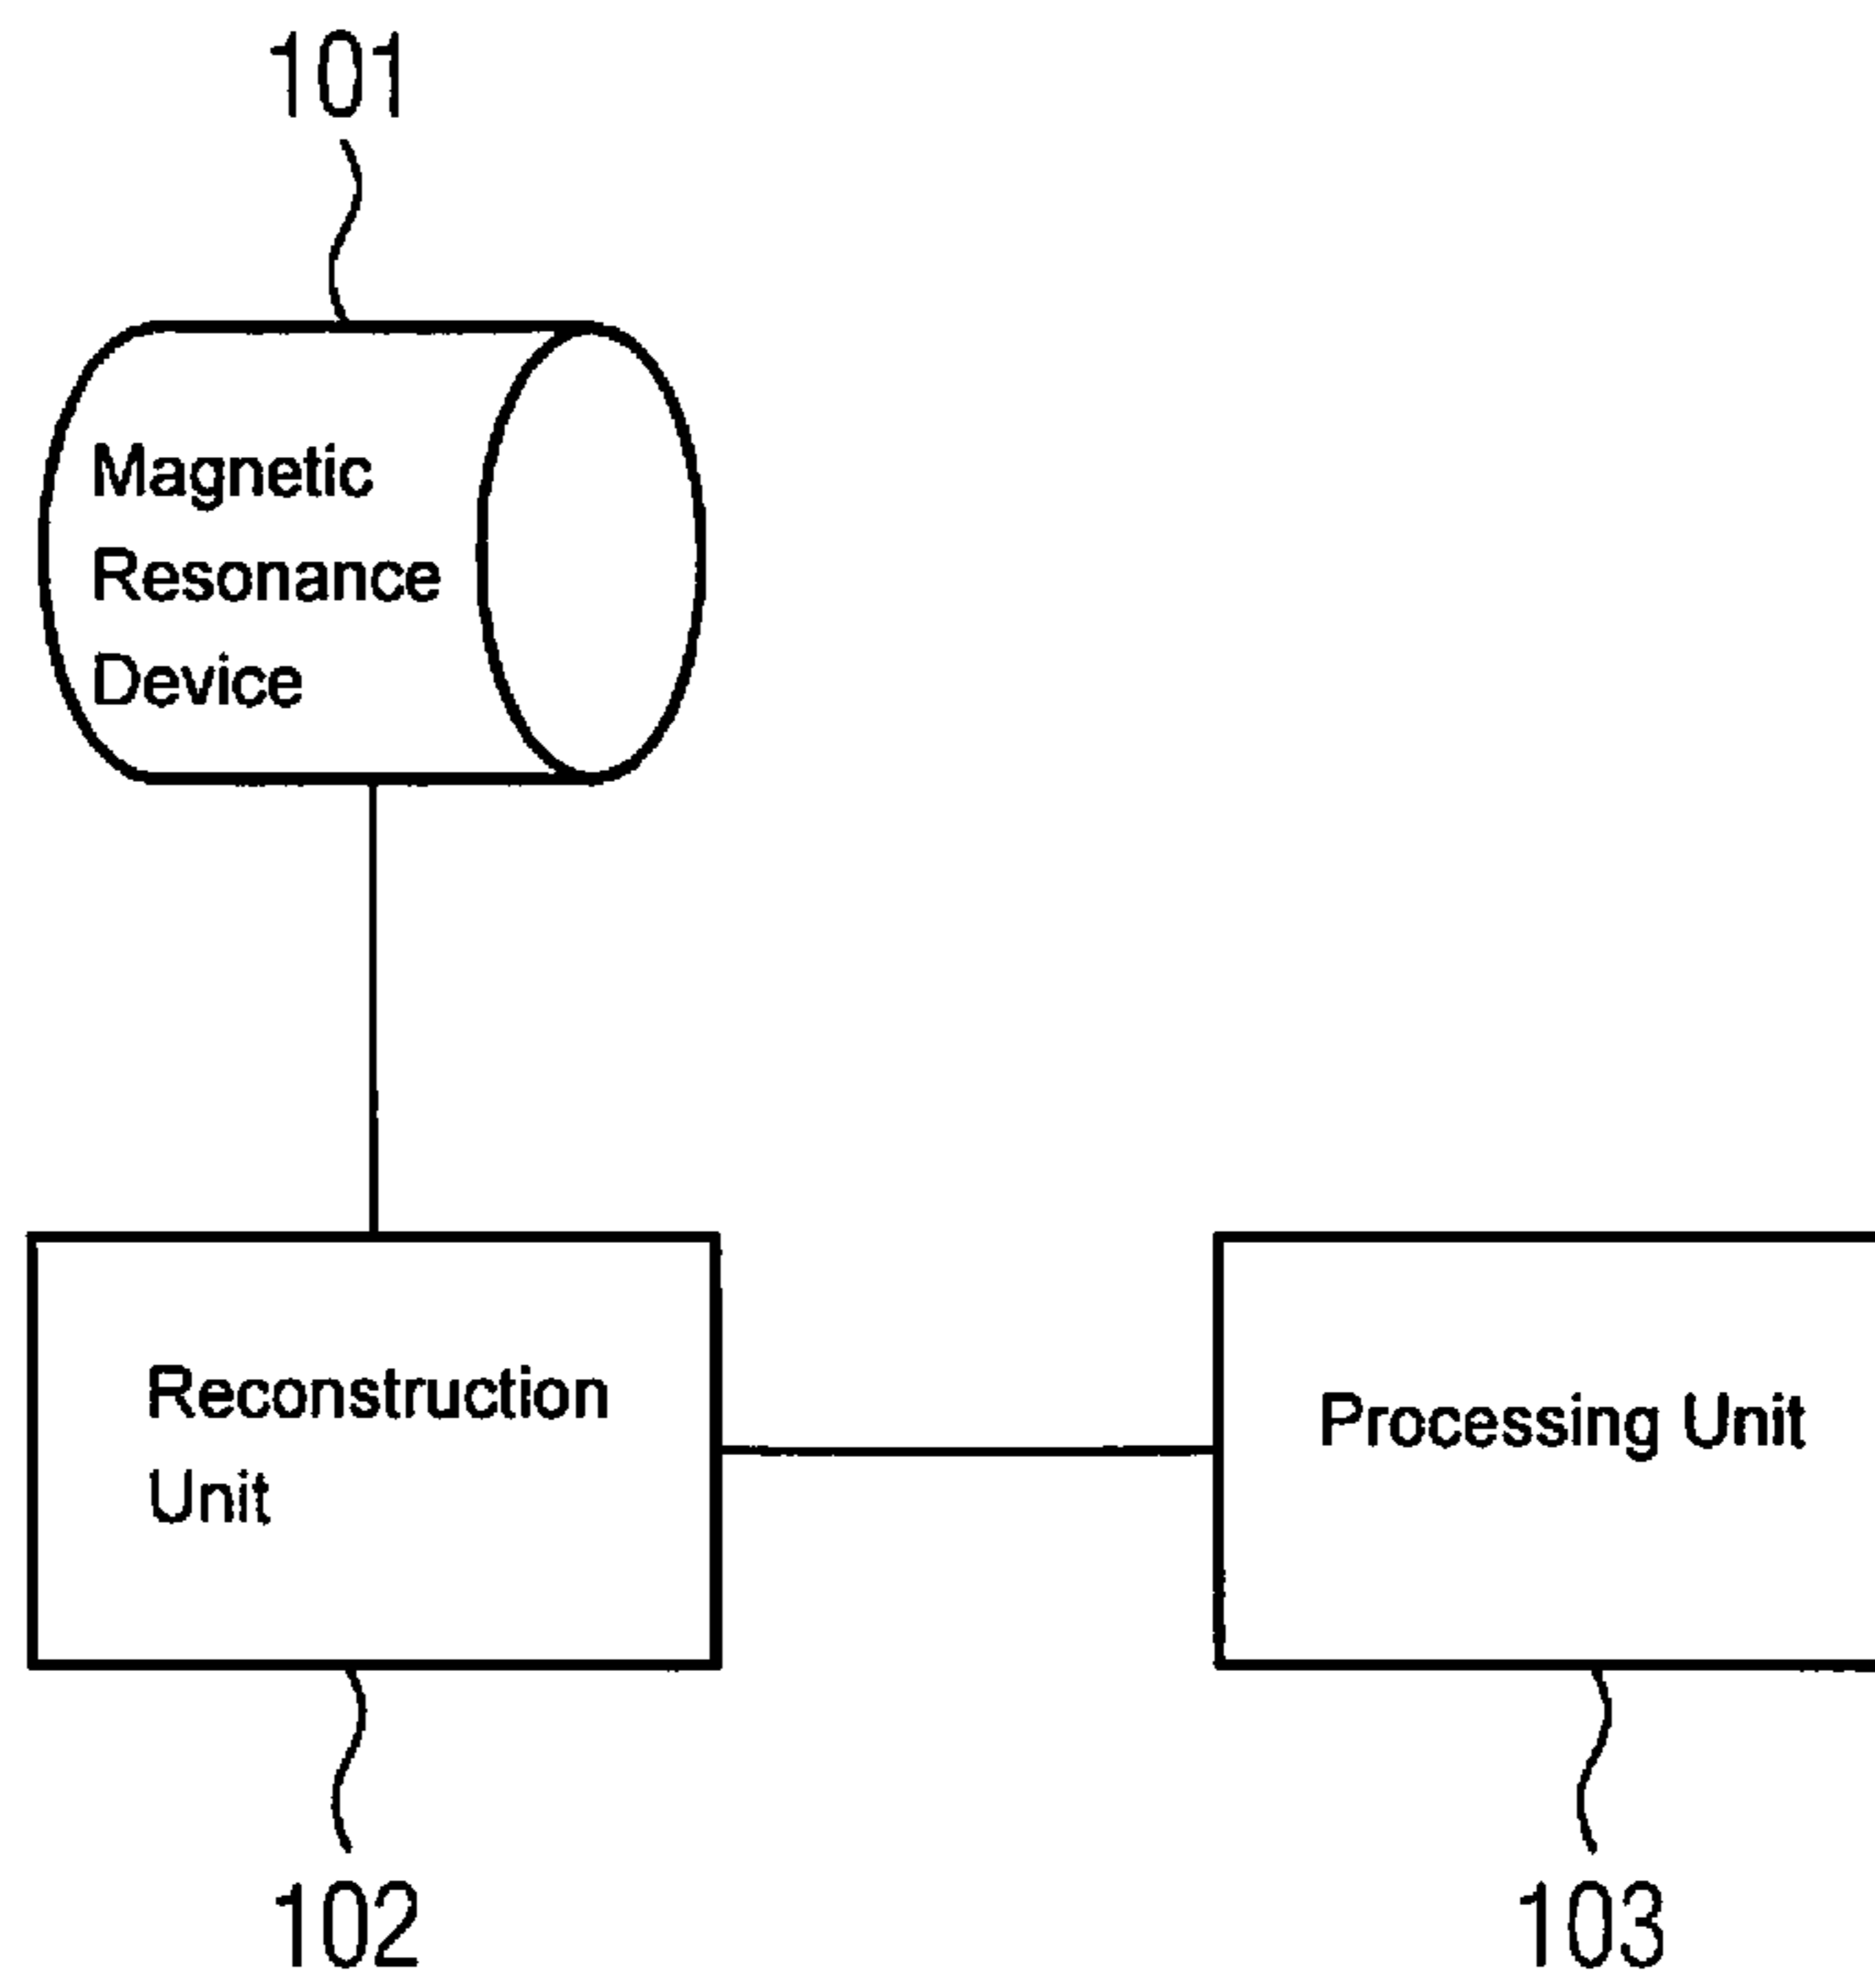 101
Magnetic
Resonance
Device
Reconstruction
Unit
Processing Unit
102
103